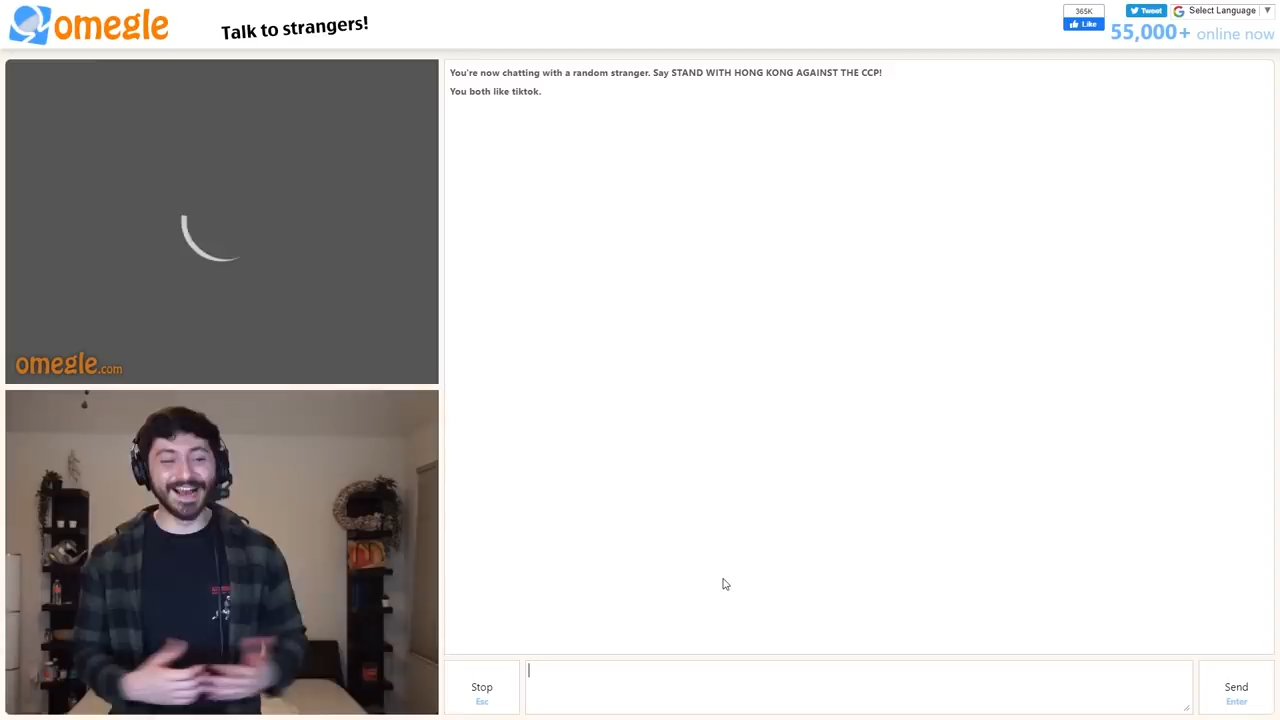 omegle
Talk to strangers!
365K
Like
Tweet
Select Language ▼
55,000+ online now
You're now chatting with a random stranger. Say STAND WITH HONG KONG AGAINST THE CCP!
You both like tiktok.
omegle.com
Stop
Esc
Send
Enter